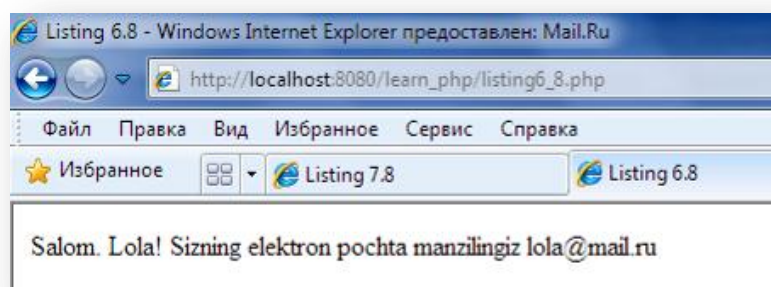 Listing 6.8 - Windows Internet Explorer предоставлен: Mail.Ru
http://localhost:8080/learn_php/listing6_8.php
Файл Правка Вид Избранное Сервис Справка
Избранное Listing 7.8 Listing 6.8
Salom. Lola! Sizning elektron pochta manzilingiz lola@mail.ru